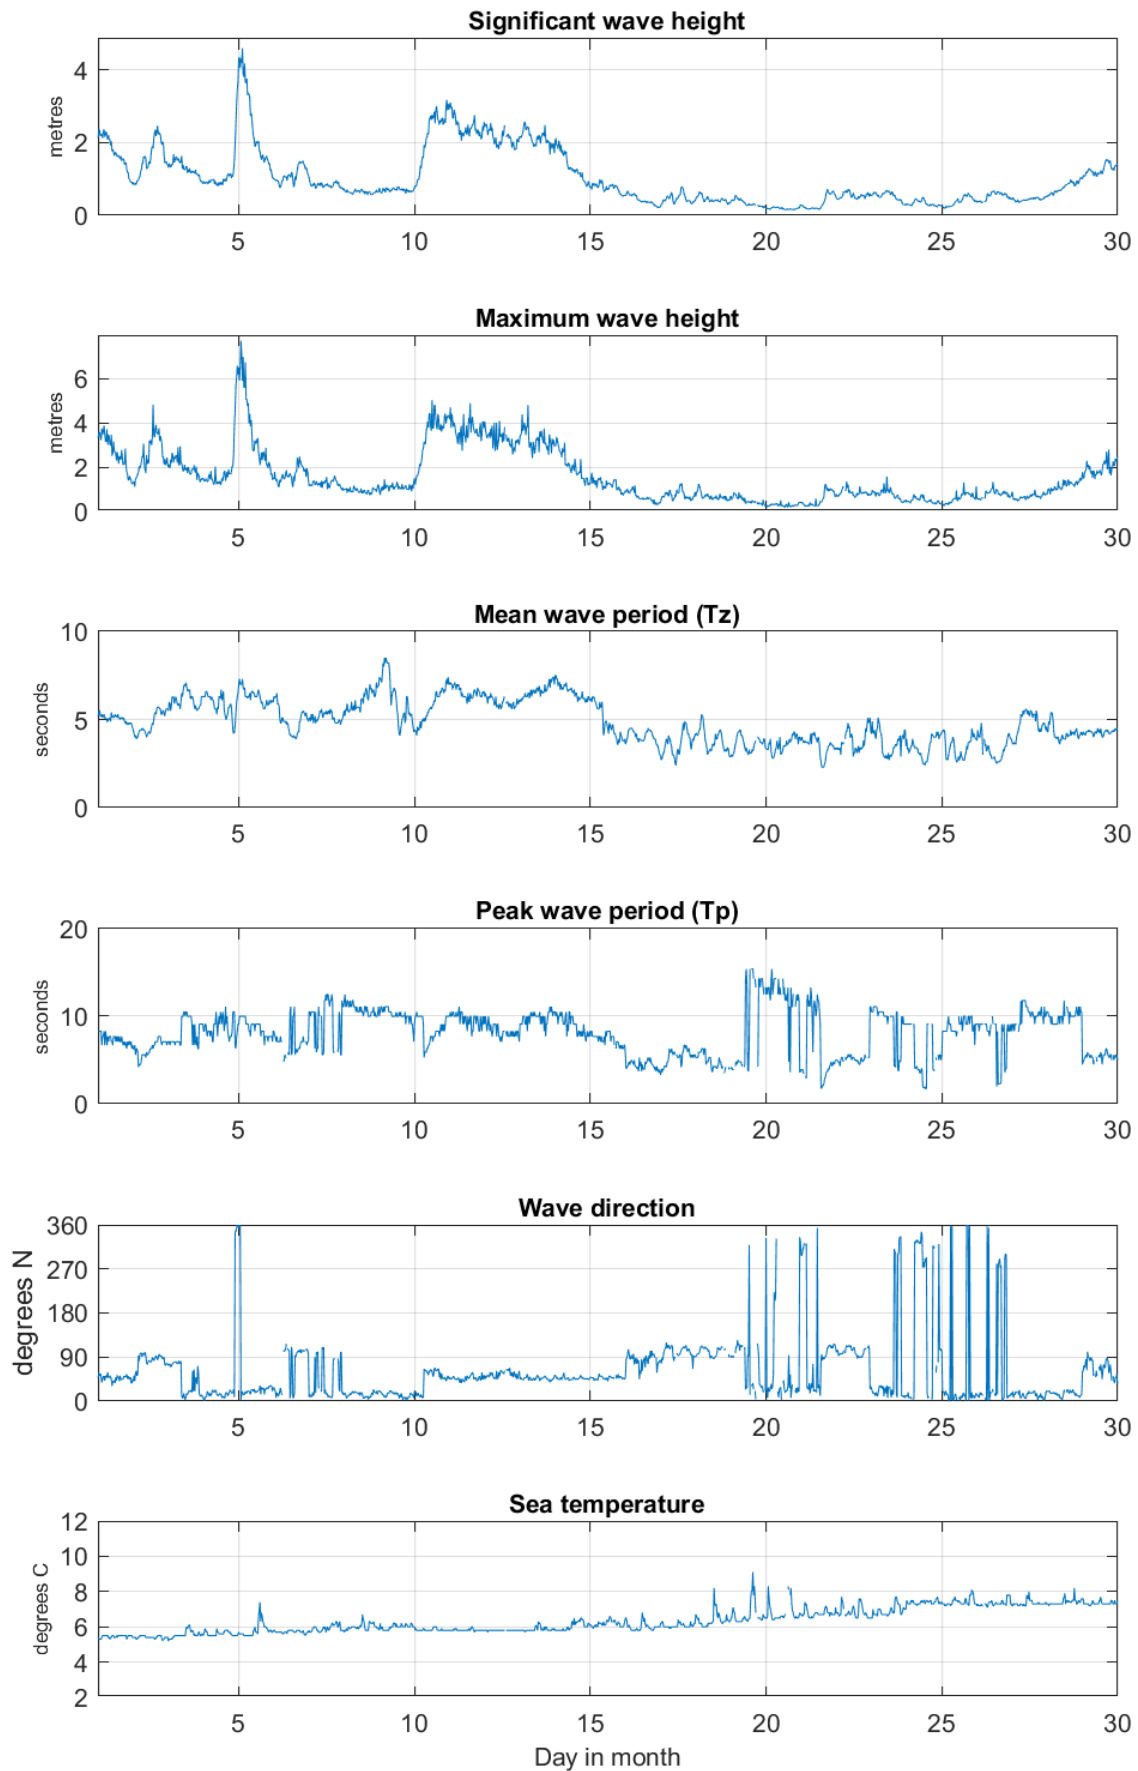 Significant wave height
metres
4
2
0
5 10 15 20 25 30
Maximum wave height
metres
6
4
2
0
5 10 15 20 25 30
Mean wave period (Tz)
seconds
10
5
0
5 10 15 20 25 30
Peak wave period (Tp)
seconds
20
10
0
5 10 15 20 25 30
Wave direction
degrees N
360
270
180
90
0
5 10 15 20 25 30
Sea temperature
degrees C
12
10
8
6
4
2
5 10 15 20 25 30
Day in month